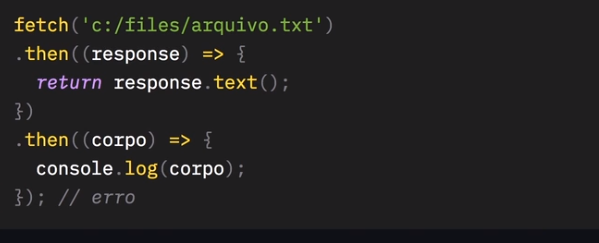 fetch('c:/files/arquivo.txt')
.then((response) => {
  return response.text();
})
.then((corpo) => {
  console.log(corpo);
}); // erro